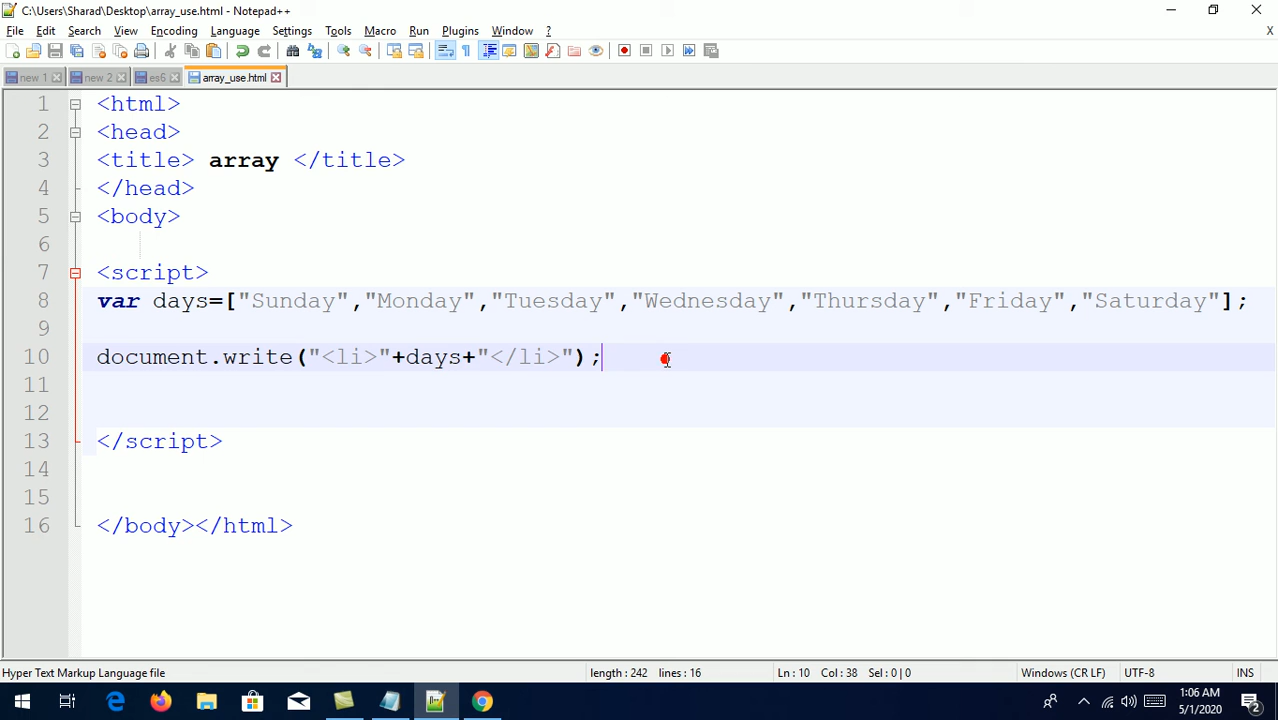 C:\Users\Sharad\Desktop\array_use.html - Notepad++
File Edit Search View Encoding Language Settings Tools Macro Run Plugins Window ? X
new 1 new 2 es6 array_use.html
1 <html>
2 <head>
3 <title> array </title>
4 </head>
5 <body>
6
7 <script>
8 var days=["Sunday","Monday","Tuesday","Wednesday","Thursday","Friday","Saturday"];
9
10 document.write("<li>"+days+"</li>");
11
12
13 </script>
14
15
16 </body></html>
Hyper Text Markup Language file length : 242 lines : 16 Ln : 10 Col : 38 Sel : 0 | 0 Windows (CR LF) UTF-8 INS
1:06 AM
5/1/2020
2